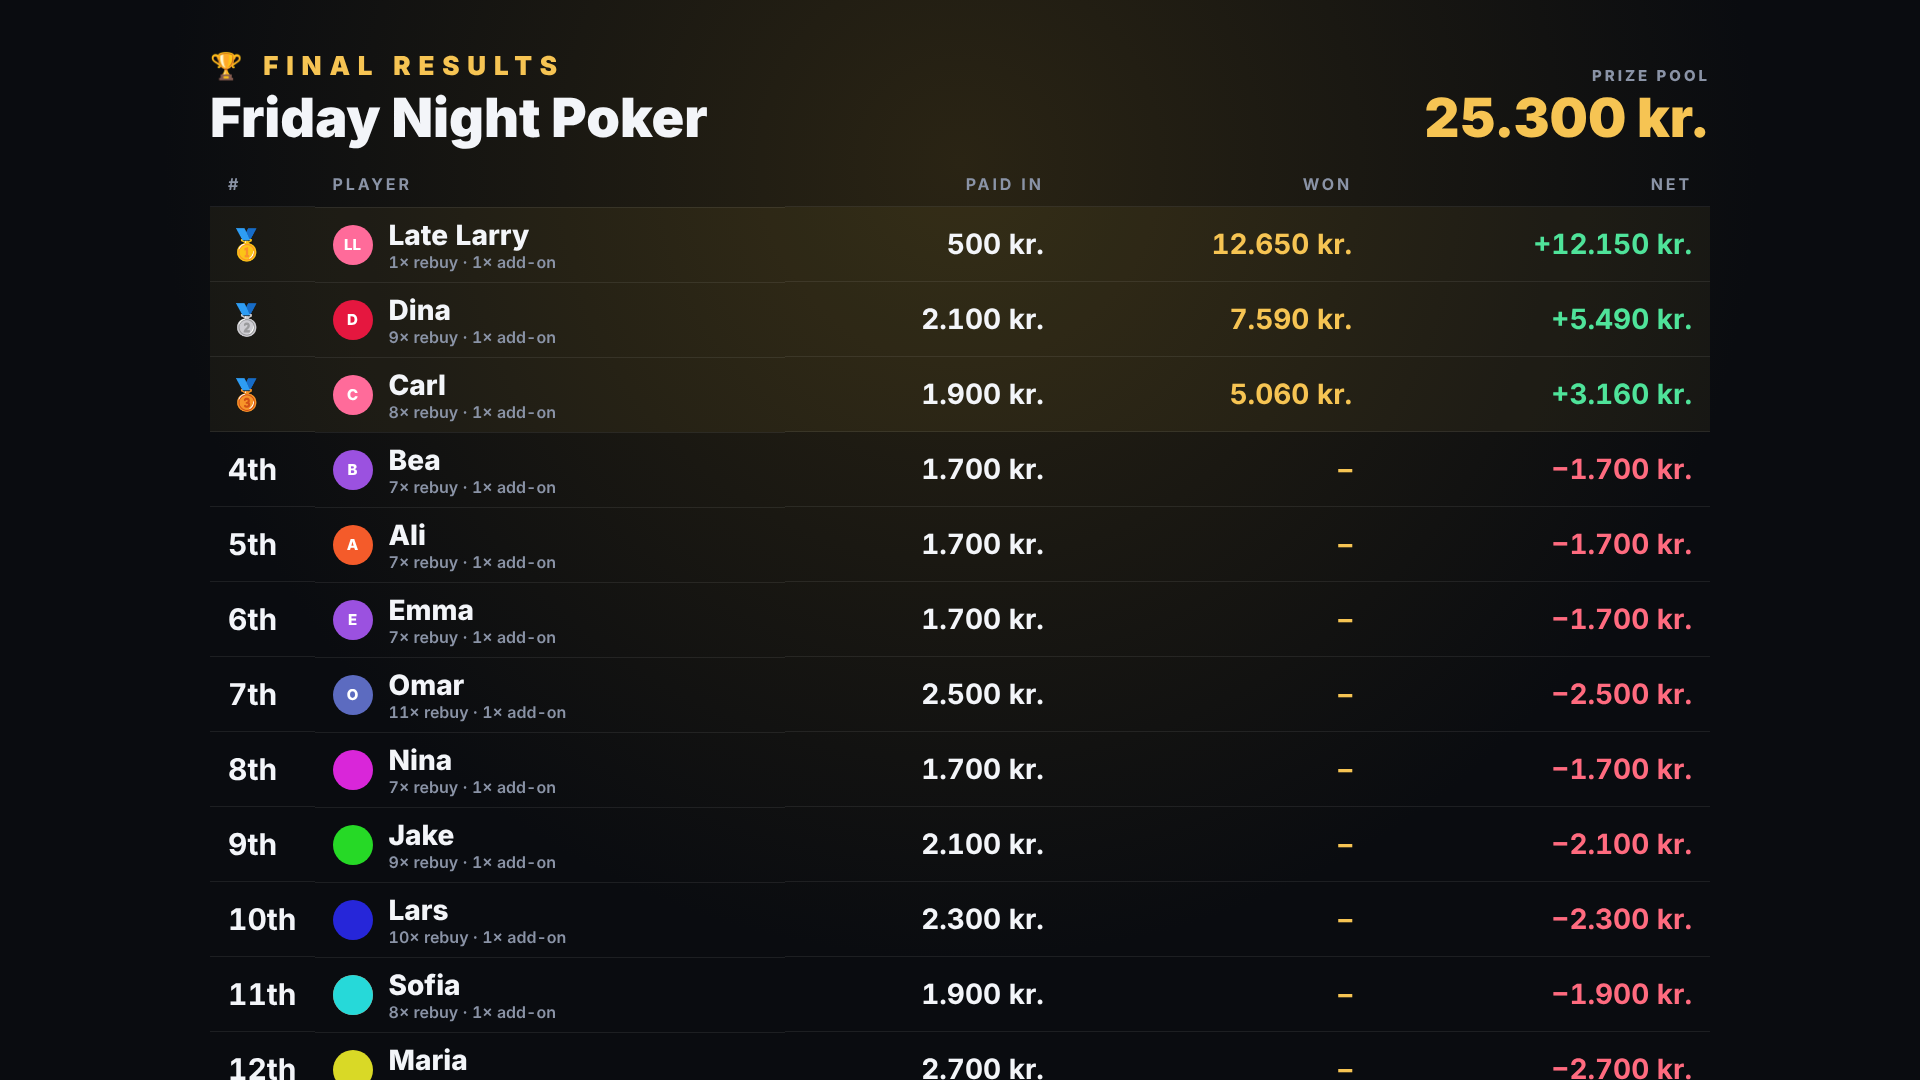 🏆 FINAL RESULTS
Friday Night Poker
PRIZE POOL
25.300 kr.
# PLAYER PAID IN WON NET
🥇 LL Late Larry 500 kr. 12.650 kr. +12.150 kr.
1× rebuy · 1× add-on
🥈 D Dina 2.100 kr. 7.590 kr. +5.490 kr.
9× rebuy · 1× add-on
🥉 C Carl 1.900 kr. 5.060 kr. +3.160 kr.
8× rebuy · 1× add-on
4th B Bea 1.700 kr. – −1.700 kr.
7× rebuy · 1× add-on
5th A Ali 1.700 kr. – −1.700 kr.
7× rebuy · 1× add-on
6th E Emma 1.700 kr. – −1.700 kr.
7× rebuy · 1× add-on
7th O Omar 2.500 kr. – −2.500 kr.
11× rebuy · 1× add-on
8th Nina 1.700 kr. – −1.700 kr.
7× rebuy · 1× add-on
9th Jake 2.100 kr. – −2.100 kr.
9× rebuy · 1× add-on
10th Lars 2.300 kr. – −2.300 kr.
10× rebuy · 1× add-on
11th Sofia 1.900 kr. – −1.900 kr.
8× rebuy · 1× add-on
12th Maria 2.700 kr. – −2.700 kr.